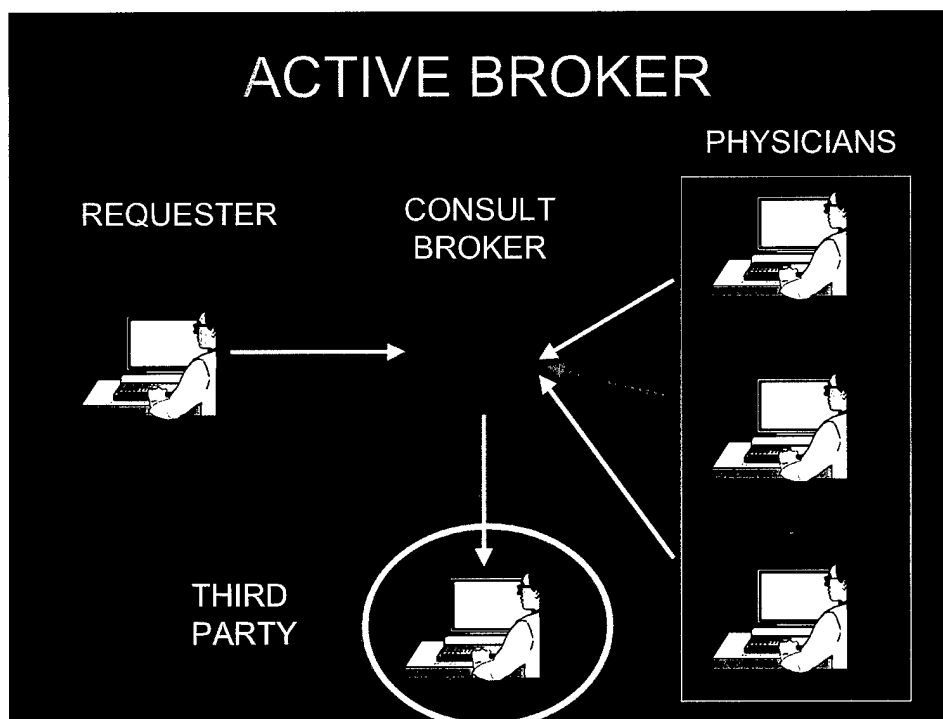 ACTIVE BROKER
PHYSICIANS
REQUESTER
CONSULT
BROKER
THIRD
PARTY